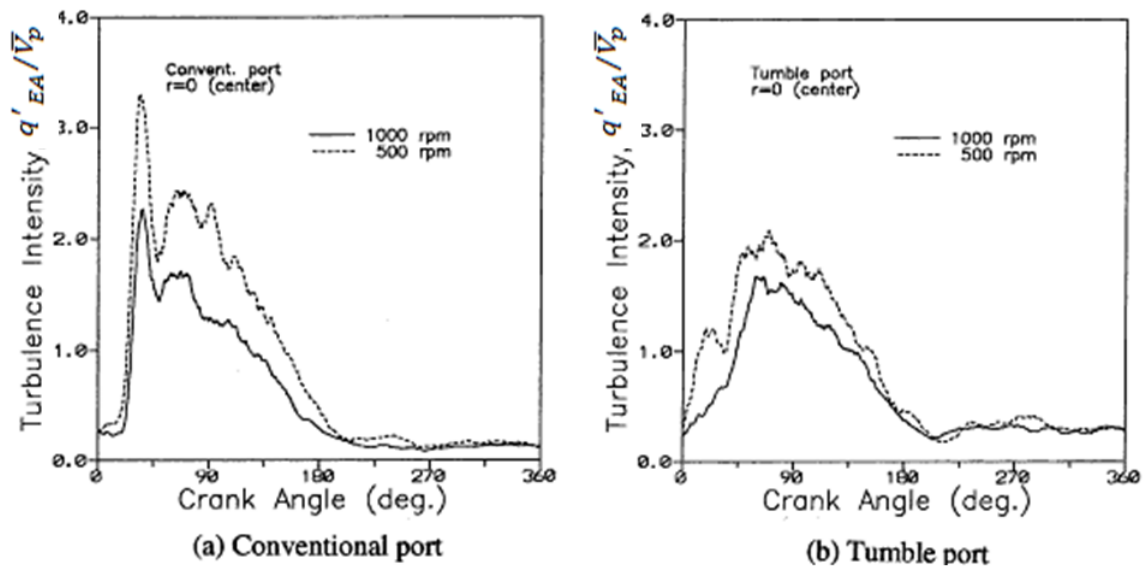 Turbulence Intensity q'EA/V̅p
4.0
3.0
2.0
1.0
0.0
Convent. port
r=0 (center)
1000 rpm
500 rpm
0
90
180
270
360
Crank Angle (deg.)
(a) Conventional port
Turbulence Intensity, q'EA/V̅p
4.0
3.0
2.0
1.0
0.0
Tumble port
r=0 (center)
1000 rpm
500 rpm
0
90
180
270
360
Crank Angle (deg.)
(b) Tumble port